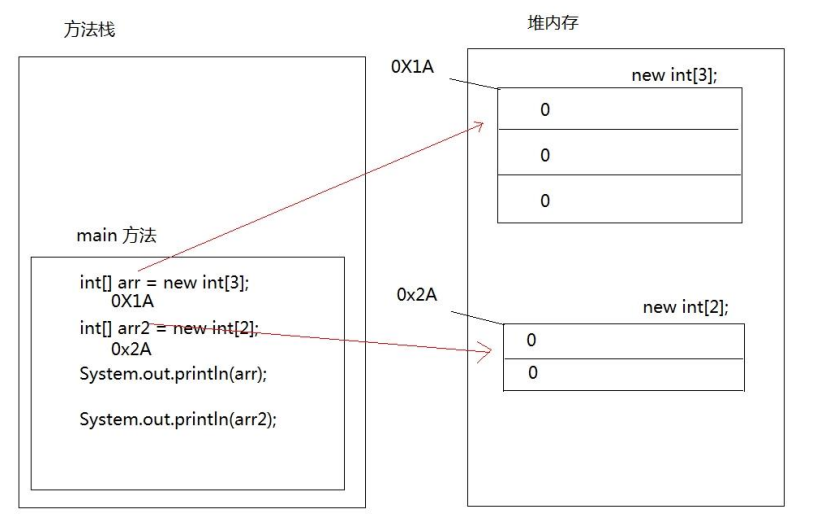 方法栈
堆内存
0X1A
new int[3];
0
0
0
main 方法
int[] arr = new int[3];
0X1A
int[] arr2 = new int[2];
0x2A
System.out.println(arr);
System.out.println(arr2);
0x2A
new int[2];
0
0